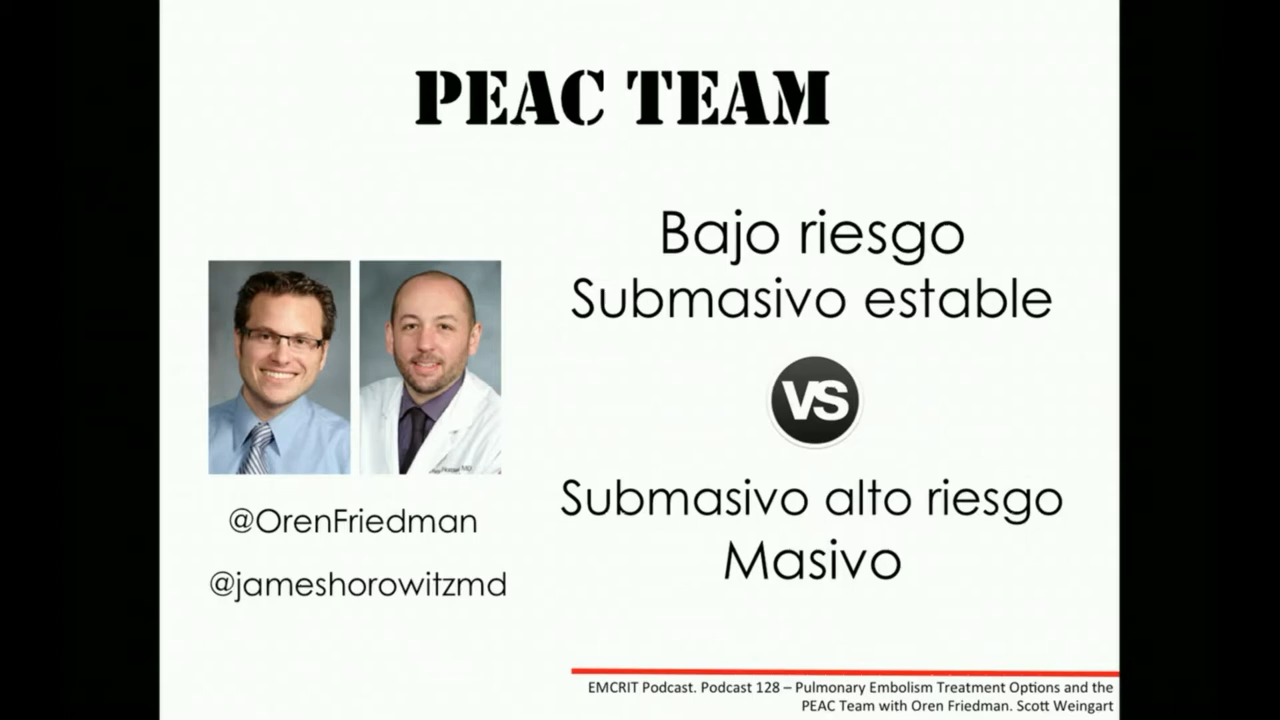 PEAC TEAM
Bajo riesgo
Submasivo estable
VS
Submasivo alto riesgo
Masivo
@OrenFriedman
@jameshorowitzmd
EMCRIT Podcast. Podcast 128 – Pulmonary Embolism Treatment Options and the
PEAC Team with Oren Friedman. Scott Weingart